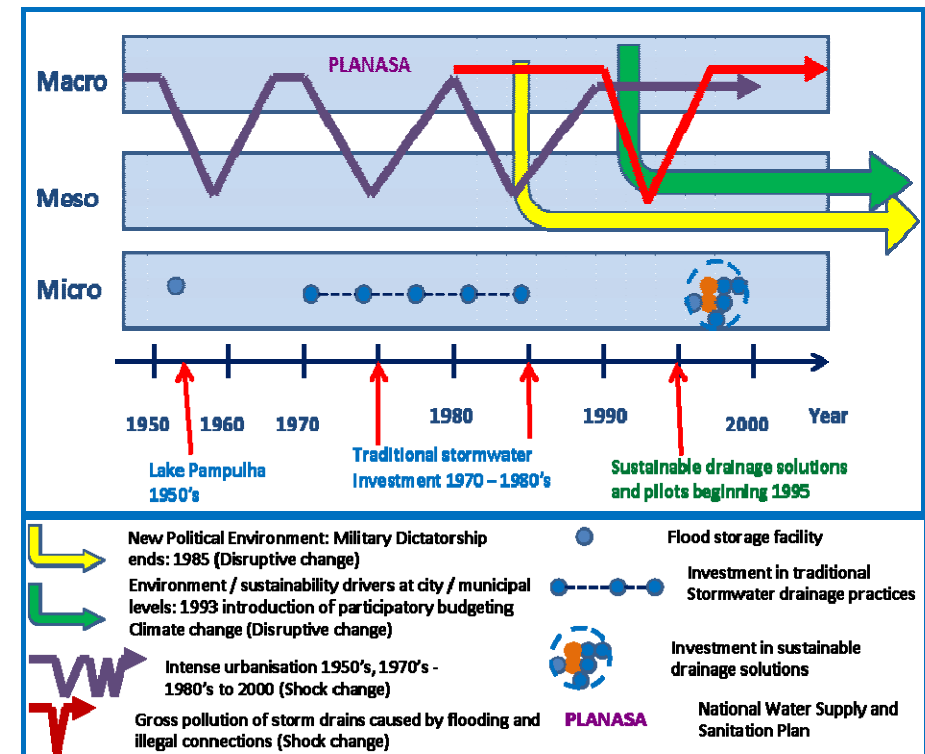 PLANASA
Macro
Meso
Micro
1950
1960
1970
1980
1990
2000
Year
Lake Pampulha
1950's
Traditional stormwater
Investment 1970 – 1980's
Sustainable drainage solutions
and pilots beginning 1995
New Political Environment: Military Dictatorship
ends: 1985 (Disruptive change)
Environment / sustainability drivers at city / municipal
levels: 1993 introduction of participatory budgeting
Climate change (Disruptive change)
Intense urbanisation 1950's, 1970's -
1980's to 2000 (Shock change)
Gross pollution of storm drains caused by flooding and
illegal connections (Shock change)
Flood storage facility
Investment in traditional
Stormwater drainage practices
Investment in sustainable
drainage solutions
PLANASA
National Water Supply and
Sanitation Plan